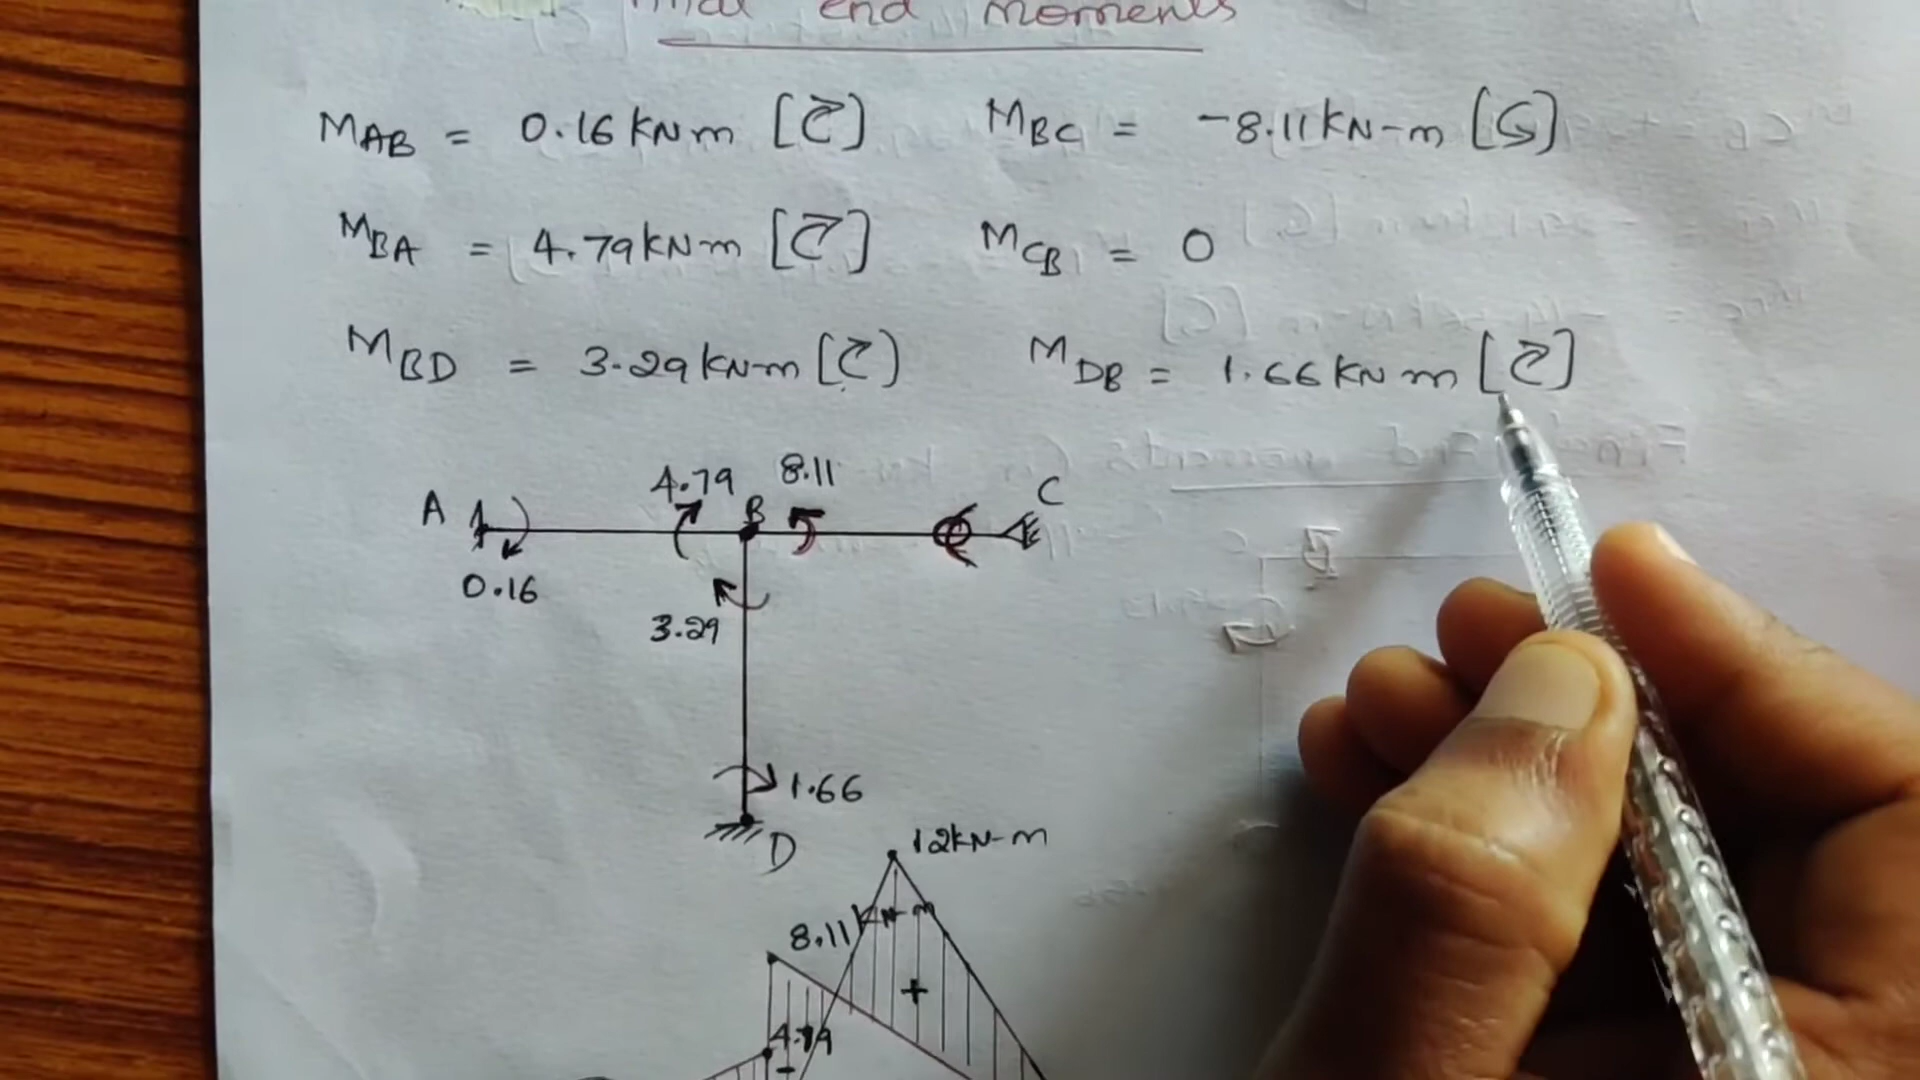 Final end moments
MAB = 0.16 kNm [↻] MBC = -8.11 kN-m [↺]
MBA = 4.79 kN-m [↻] MCB = 0
MBD = 3.29 kN-m [↻] MDB = 1.66 kN m [↻]
4.79 8.11
A B C
0.16
3.29
1.66
D
12kN-m
8.11 kN-m
+
4.79
-